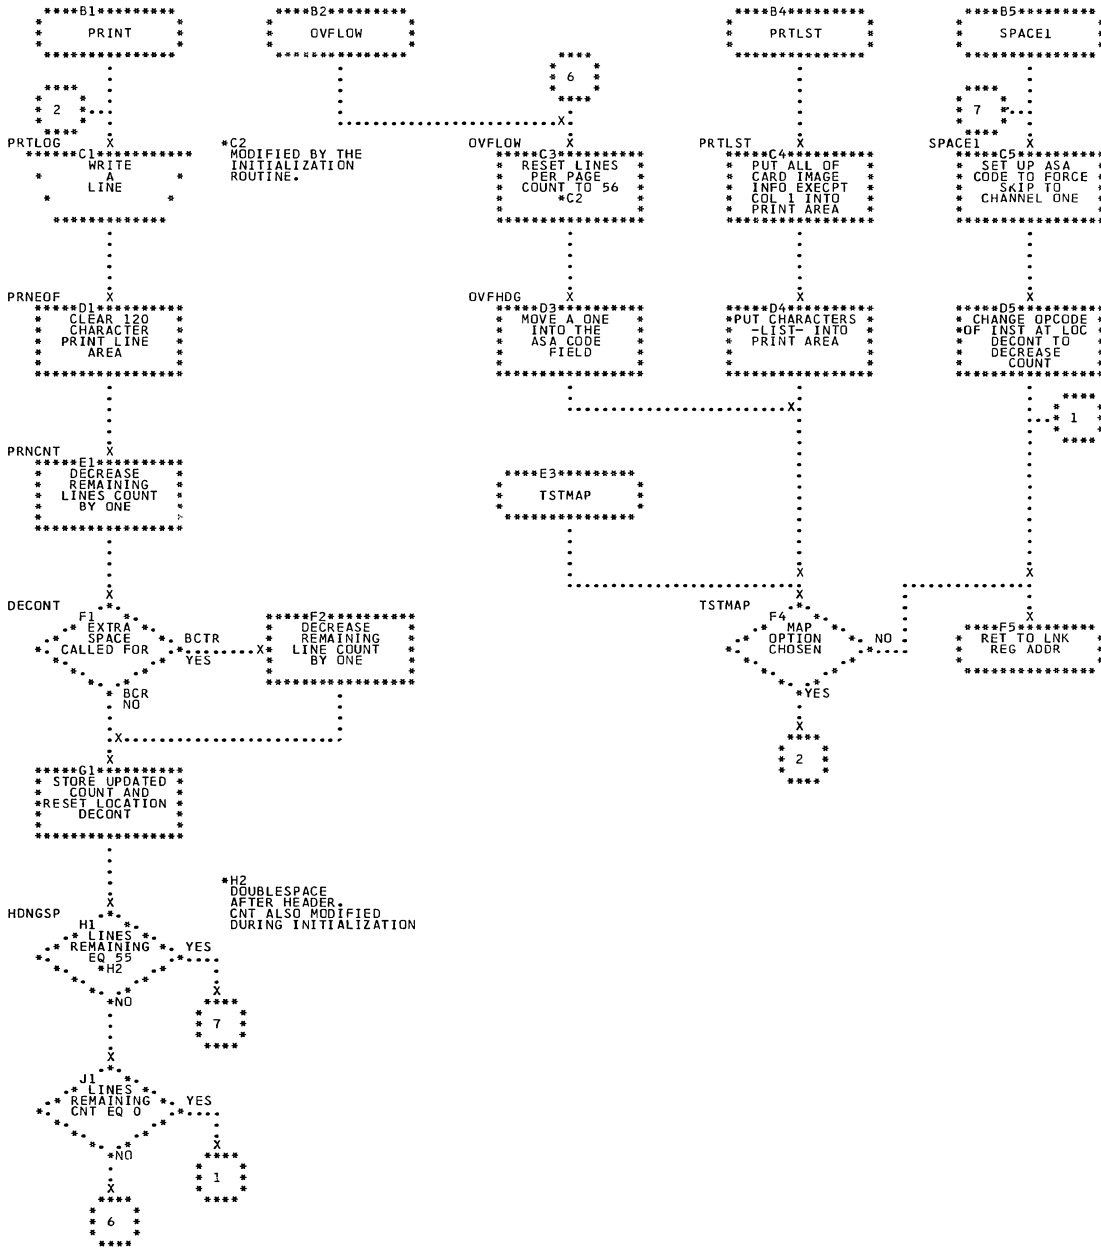 B1
PRINT
B2
OVFLOW
B4
PRTLST
B5
SPACE1
6
2
7
PRTLOG
C1
WRITE
A
LINE
*C2
MODIFIED BY THE
INITIALIZATION
ROUTINE.
OVFLOW
C3
RESET LINES
PER PAGE
COUNT TO 56
*C2
PRTLST
C4
PUT ALL OF
CARD IMAGE
INFO EXECPT
COL 1 INTO
PRINT AREA
SPACE1
C5
SET UP ASA
CODE TO FORCE
SKIP TO
CHANNEL ONE
PRNEOF
D1
CLEAR 120
CHARACTER
PRINT LINE
AREA
OVFHDG
D3
MOVE A ONE
INTO THE
ASA CODE
FIELD
D4
PUT CHARACTERS
-LIST- INTO
PRINT AREA
D5
CHANGE OPCODE
OF INST AT LOC
DECONT TO
DECREASE
COUNT
1
PRNCNT
E1
DECREASE
REMAINING
LINES COUNT
BY ONE
E3
TSTMAP
DECONT
F1
EXTRA
SPACE
CALLED FOR
BCTR
YES
BCR
NO
F2
DECREASE
REMAINING
LINE COUNT
BY ONE
TSTMAP
F4
MAP
OPTION
CHOSEN
NO
YES
F5
RET TO LNK
REG ADDR
2
G1
STORE UPDATED
COUNT AND
RESET LOCATION
DECONT
*H2
DOUBLESPACE
AFTER HEADER.
CNT ALSO MODIFIED
DURING INITIALIZATION
HDNGSP
H1
LINES
REMAINING
EQ 55
*H2
YES
NO
7
J1
LINES
REMAINING
CNT EQ 0
YES
NO
1
6